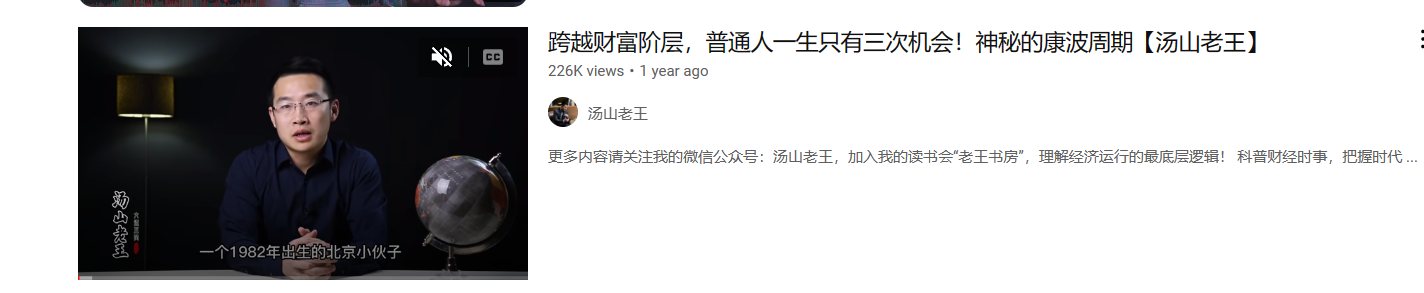 跨越财富阶层，普通人一生只有三次机会！神秘的康波周期【汤山老王】
226K views • 1 year ago
汤山老王
更多内容请关注我的微信公众号：汤山老王，加入我的读书会“老王书房”，理解经济运行的最底层逻辑！ 科普财经时事，把握时代 ...
CC
汤山老王
一个1982年出生的北京小伙子